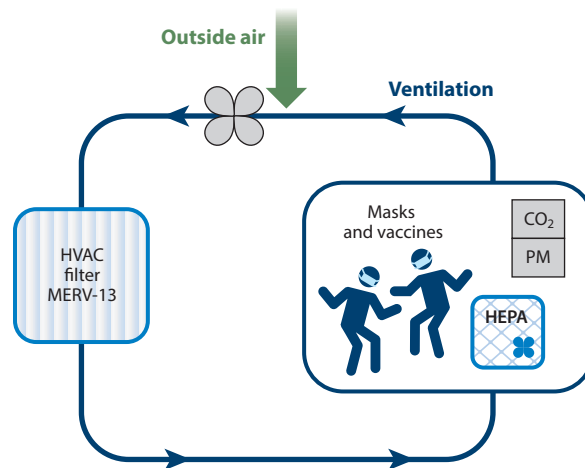 Outside air
Ventilation
HVAC
filter
MERV-13
Masks
and vaccines
CO₂
PM
HEPA